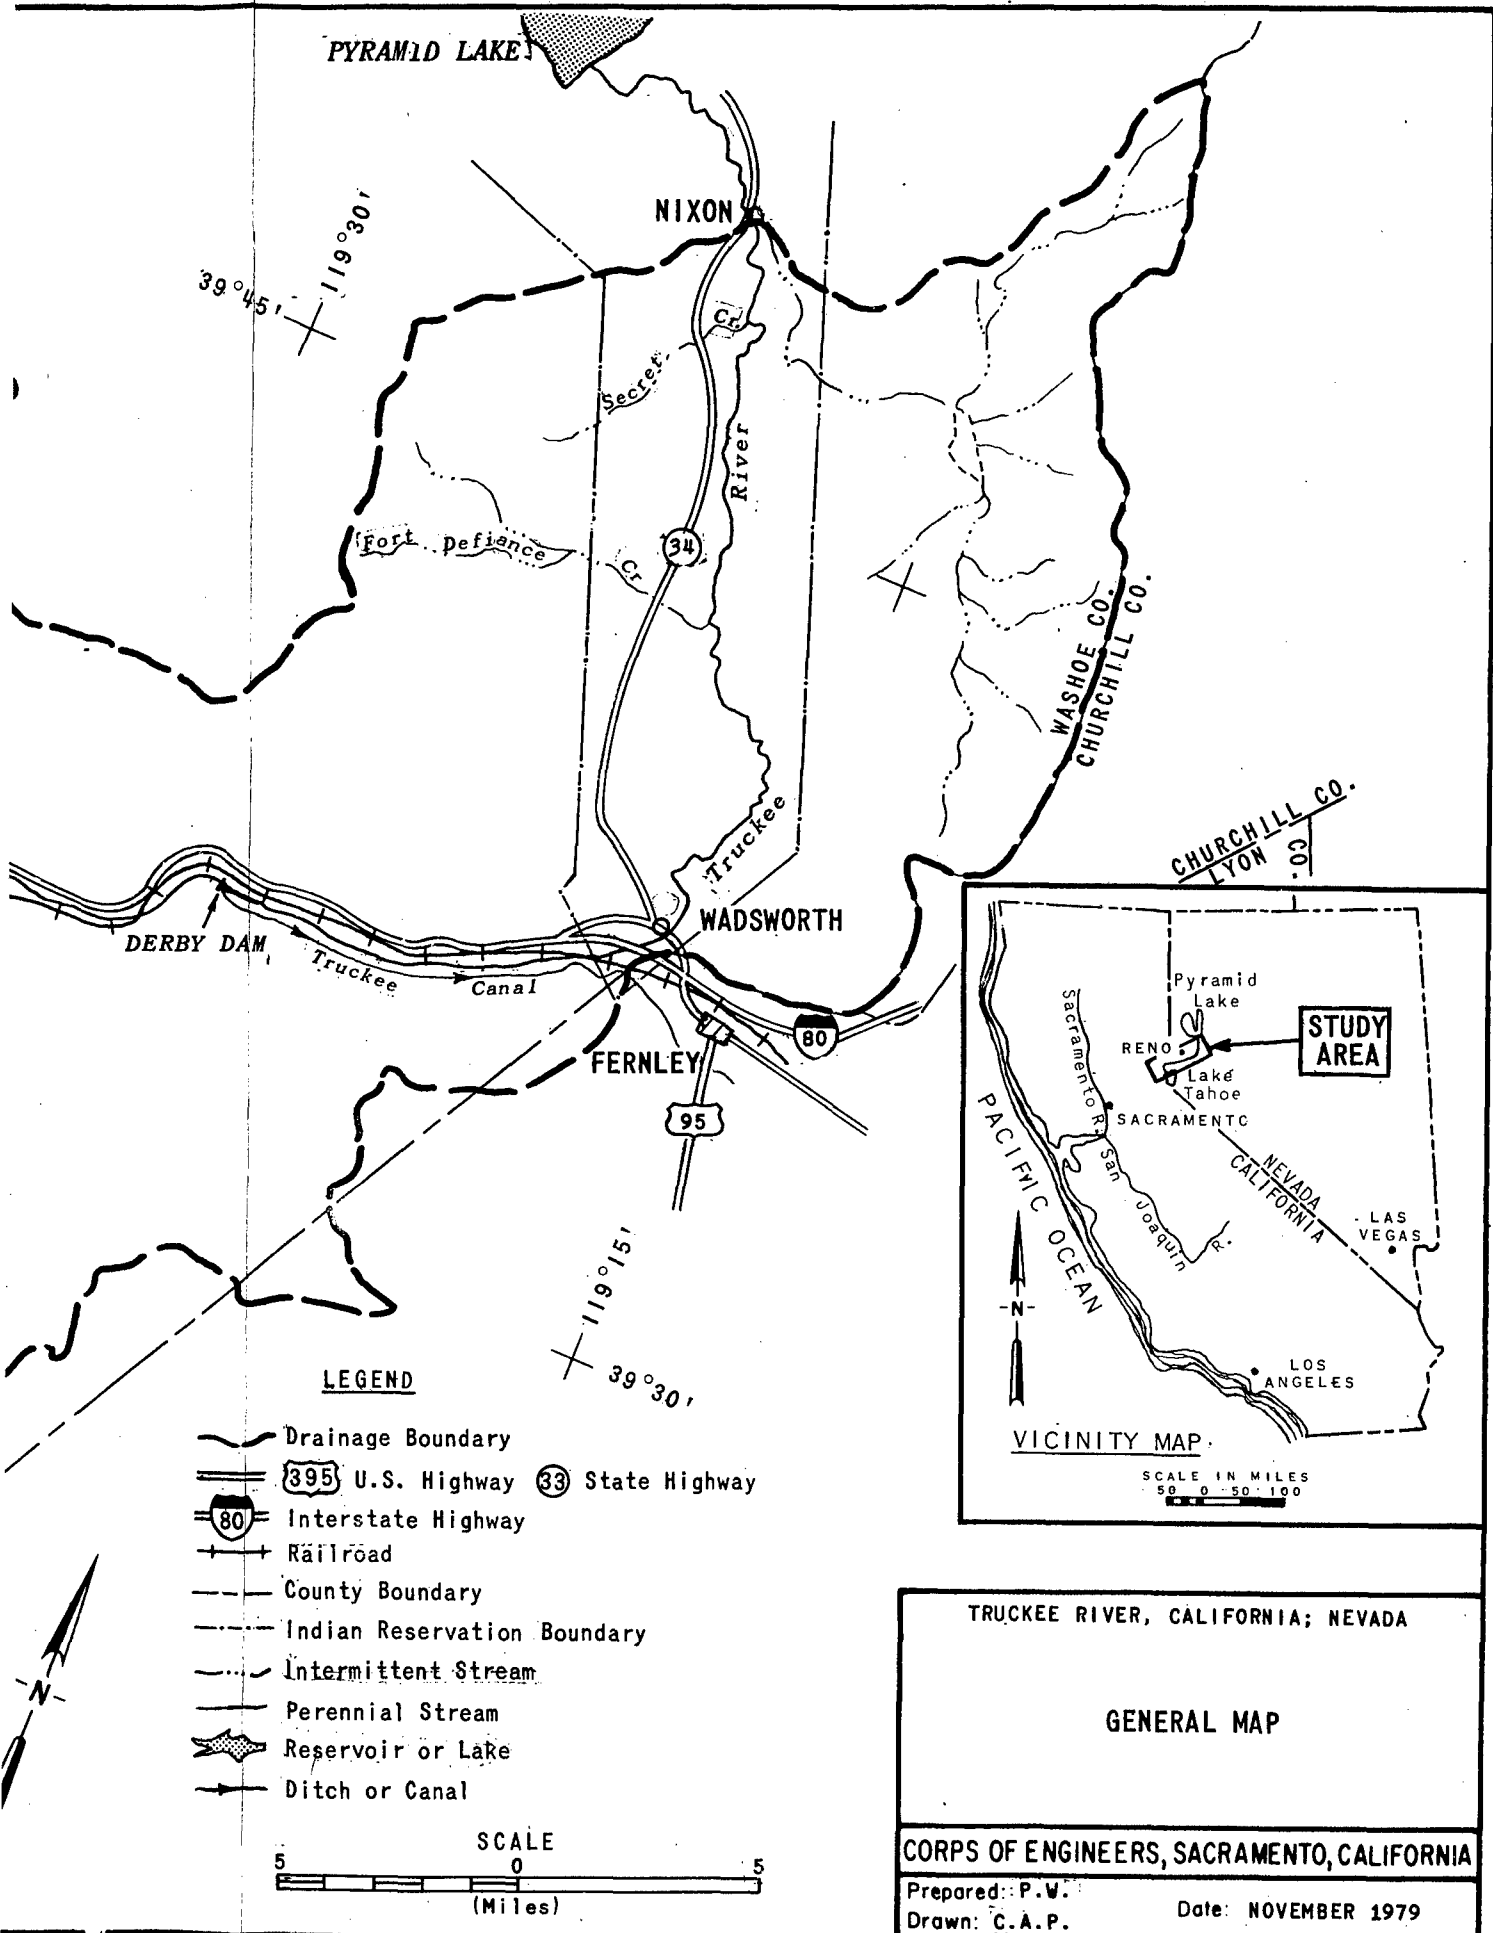 PYRAMID LAKE
NIXON
119°30'
39°45'
Secret
Cr.
River
Fort Defiance
Cr
34
WASHOE CO.
CHURCHILL CO.
CHURCHILL CO.
LYON CO.
Truckee
WADSWORTH
DERBY DAM
Truckee
Canal
80
FERNLEY
95
119°15'
39°30'
LEGEND
Drainage Boundary
395 U.S. Highway 33 State Highway
80 Interstate Highway
Railroad
County Boundary
Indian Reservation Boundary
Intermittent Stream
Perennial Stream
Reservoir or Lake
Ditch or Canal
-N-
SCALE
5 0 5
(Miles)
Pyramid
Lake
STUDY
AREA
RENO
Lake
Tahoe
Sacramento R.
SACRAMENTO
San Joaquin R.
NEVADA
CALIFORNIA
LAS
VEGAS
PACIFIC OCEAN
-N-
LOS
ANGELES
VICINITY MAP
SCALE IN MILES
50 0 50 100
TRUCKEE RIVER, CALIFORNIA; NEVADA
GENERAL MAP
CORPS OF ENGINEERS, SACRAMENTO, CALIFORNIA
Prepared: P.W.
Drawn: C.A.P.
Date: NOVEMBER 1979